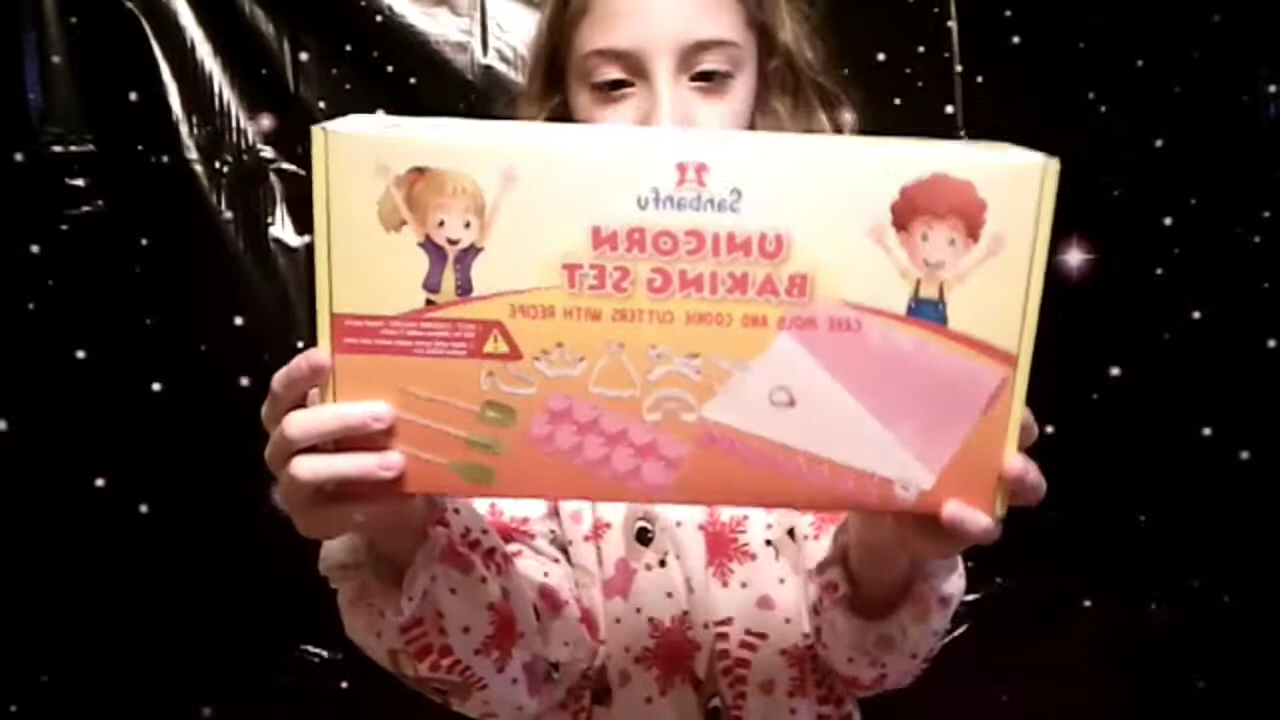 Sanbanfu
UNICORN
BAKING SET
CAKE MOLD AND COOKIE CUTTERS WITH RECIPE